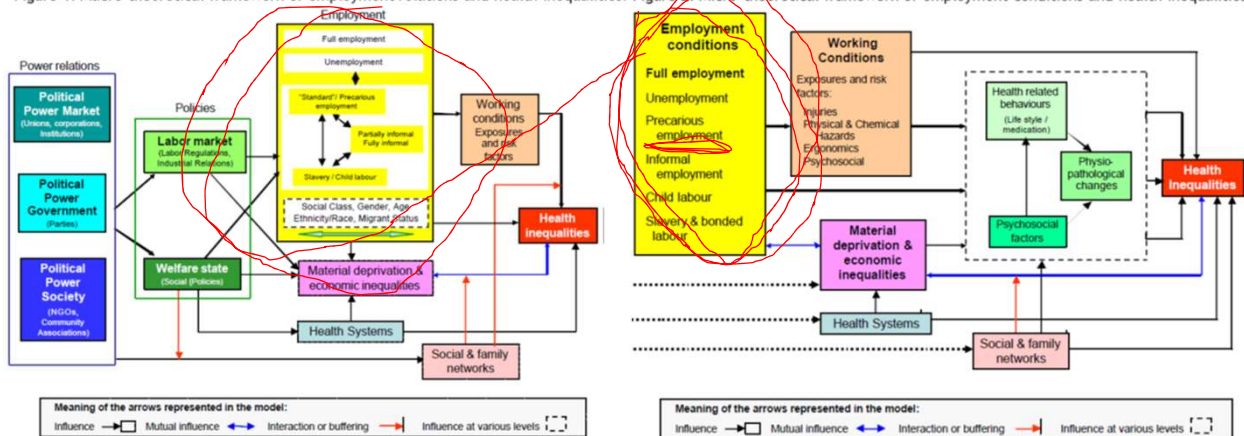 Employment
Full employment
Unemployment
"Standard"/ Precarious
employment
Partially informal
Fully informal
Slavery / Child labour
Social Class, Gender, Age
Ethnicity/Race, Migrant Status
Power relations
Political
Power Market
(Unions, corporations,
Institutions)
Political
Power
Government
(Parties)
Political
Power
Society
(NGOs,
Community
Associations)
Policies
Labor market
(Labor Regulations,
Industrial Relations)
Welfare state
(Social Policies)
Working
conditions
Exposures
and risk
factors
Health
inequalities
Material deprivation &
economic inequalities
Health Systems
Social & family
networks
Meaning of the arrows represented in the model:
Influence Mutual influence Interaction or buffering Influence at various levels
Employment
conditions
Full employment
Unemployment
Precarious
employment
Informal
employment
Child labour
Slavery & bonded
labour
Working
Conditions
Exposures and risk
factors:
Injuries
Physical & Chemical
Hazards
Ergonomics
Psychosocial
Material
deprivation &
economic
inequalities
Health Systems
Social & family
networks
Health related
behaviours
(Life style /
medication)
Physio-
pathological
changes
Psychosocial
factors
Health
Inequalities
Meaning of the arrows represented in the model:
Influence Mutual influence Interaction or buffering Influence at various levels